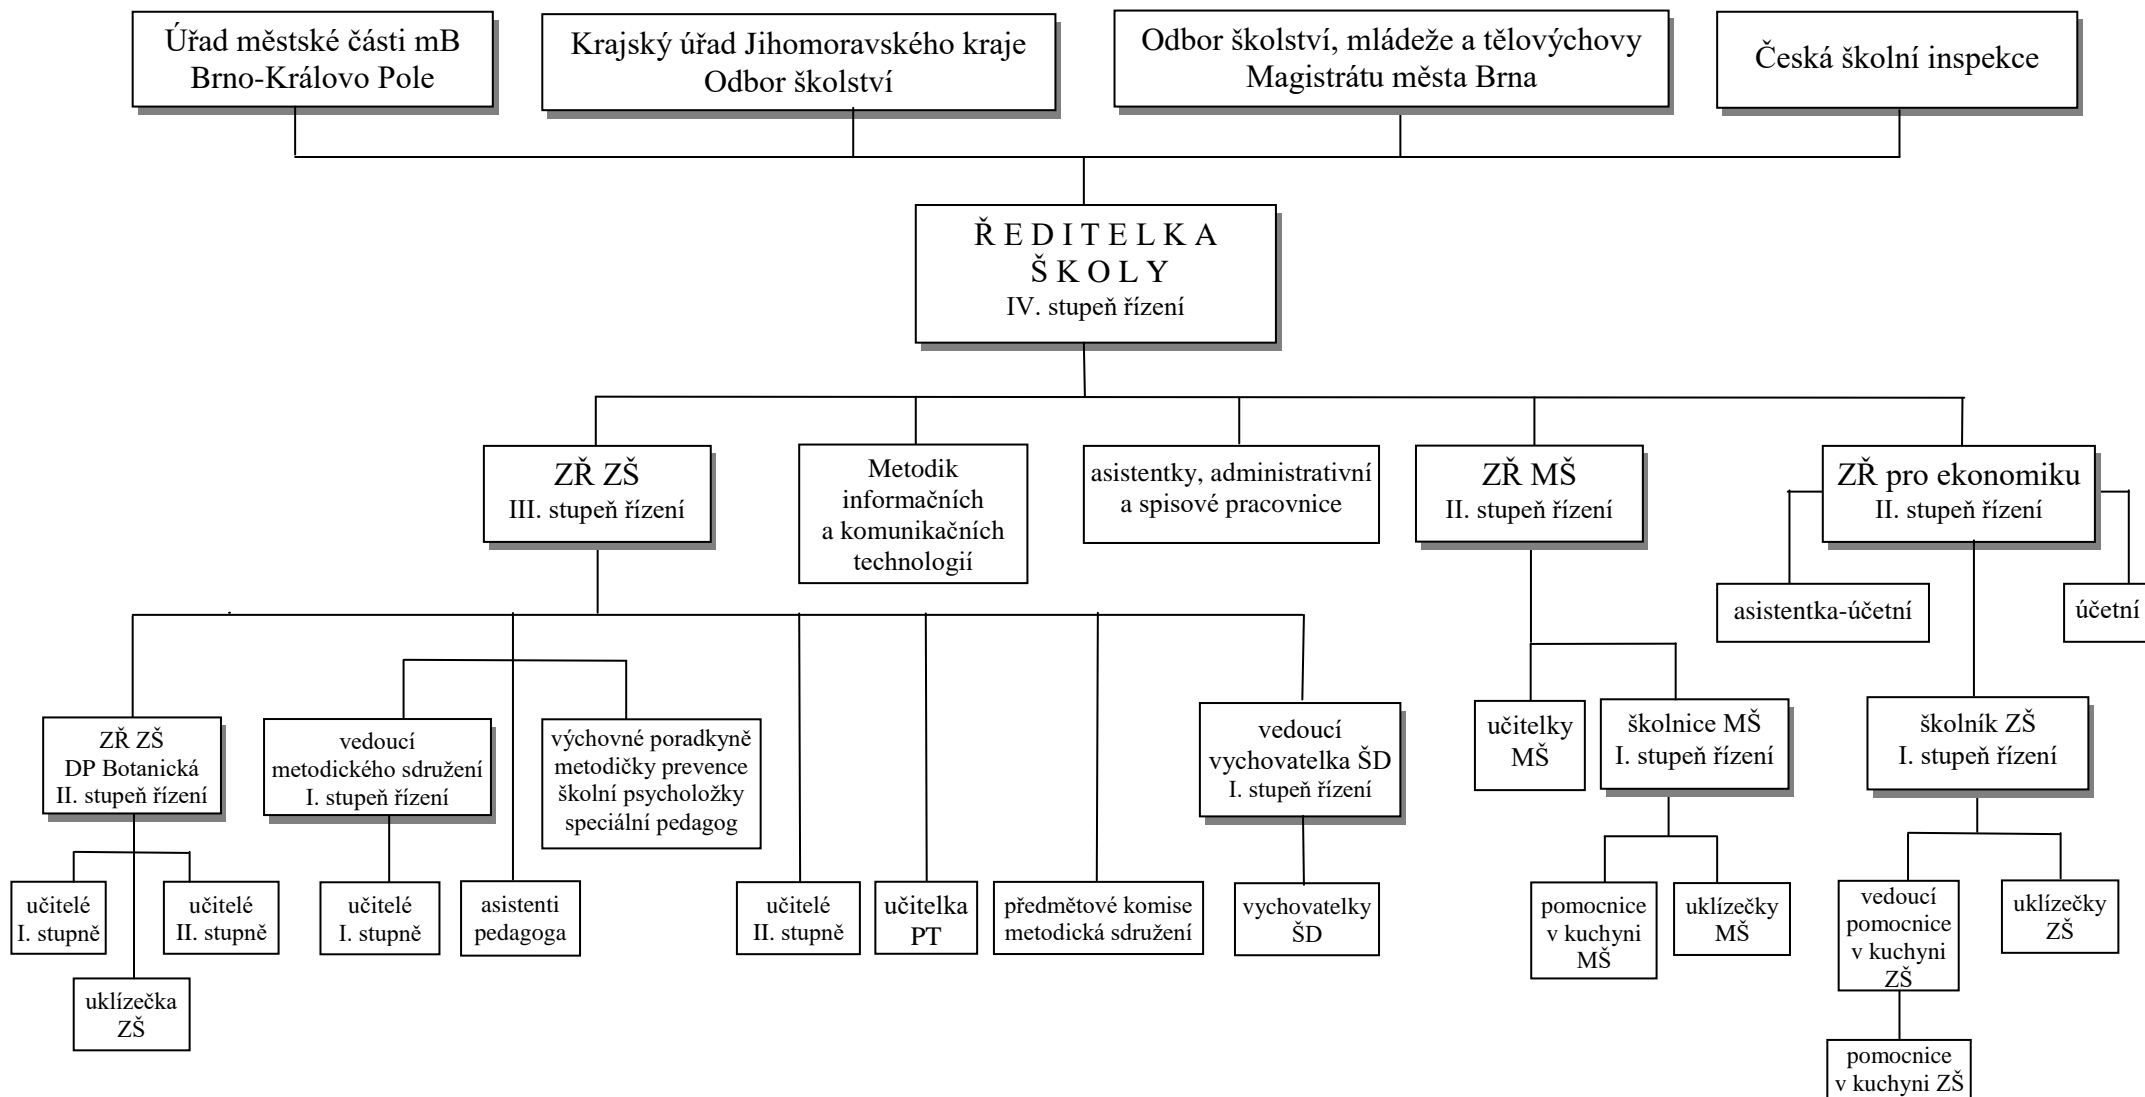 Úřad městské části mB
Brno-Královo Pole
Krajský úřad Jihomoravského kraje
Odbor školství
Odbor školství, mládeže a tělovýchovy
Magistrátu města Brna
Česká školní inspekce
Ř E D I T E L K A
Š K O L Y
IV. stupeň řízení
ZŘ ZŠ
III. stupeň řízení
Metodik
informačních
a komunikačních
technologií
asistentky, administrativní
a spisové pracovnice
ZŘ MŠ
II. stupeň řízení
ZŘ pro ekonomiku
II. stupeň řízení
asistentka-účetní
účetní
ZŘ ZŠ
DP Botanická
II. stupeň řízení
vedoucí
metodického sdružení
I. stupeň řízení
výchovné poradkyně
metodičky prevence
školní psycholožky
speciální pedagog
vedoucí
vychovatelka ŠD
I. stupeň řízení
učitelky
MŠ
školnice MŠ
I. stupeň řízení
školník ZŠ
I. stupeň řízení
učitelé
I. stupně
učitelé
II. stupně
učitelé
I. stupně
asistenti
pedagoga
učitelé
II. stupně
učitelka
PT
předmětové komise
metodická sdružení
vychovatelky
ŠD
pomocnice
v kuchyni
MŠ
uklízečky
MŠ
vedoucí
pomocnice
v kuchyni
ZŠ
uklízečky
ZŠ
uklízečka
ZŠ
pomocnice
v kuchyni ZŠ